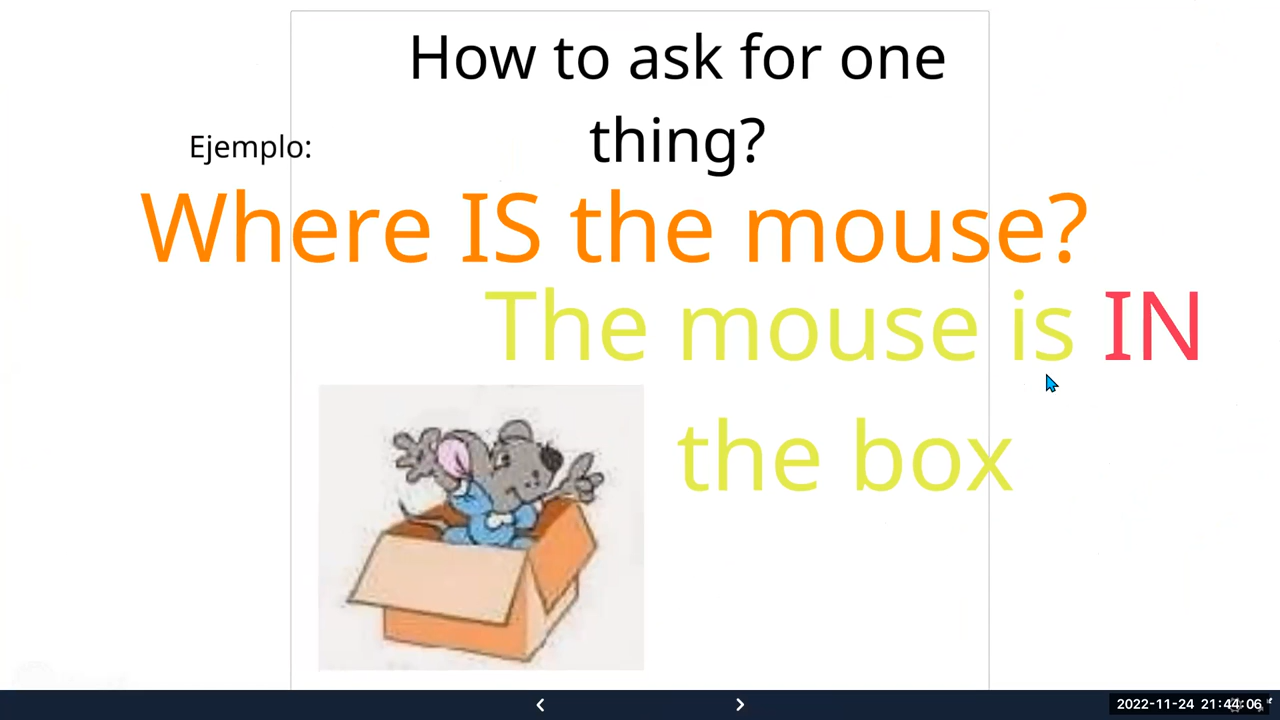 How to ask for one
thing?
Ejemplo:
Where IS the mouse?
The mouse is IN
the box
2022-11-24 21:44:06